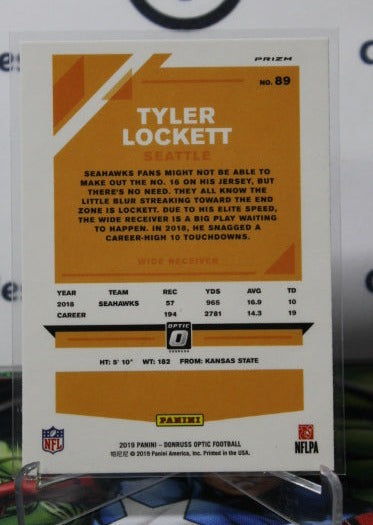 PRIZM
NO. 89
TYLER
LOCKETT
SEATTLE
SEAHAWKS FANS MIGHT NOT BE ABLE TO
MAKE OUT THE NO. 16 ON HIS JERSEY, BUT
THERE'S NO NEED. THEY ALL KNOW THE
LITTLE BLUR STREAKING TOWARD THE END
ZONE IS LOCKETT. DUE TO HIS ELITE SPEED,
THE WIDE RECEIVER IS A BIG PLAY WAITING
TO HAPPEN. IN 2018, HE SNAGGED A
CAREER-HIGH 10 TOUCHDOWNS.
WIDE RECEIVER
YEAR TEAM REC YDS AVG TD
2018 SEAHAWKS 57 965 16.9 10
CAREER 194 2781 14.3 19
OPTIC
O
DONRUSS
HT: 5' 10" WT: 182 FROM: KANSAS STATE
PANINI
NFL
NFLPA
2019 PANINI – DONRUSS OPTIC FOOTBALL
帕尼尼 © 2019 Panini America, Inc. Printed in the USA.